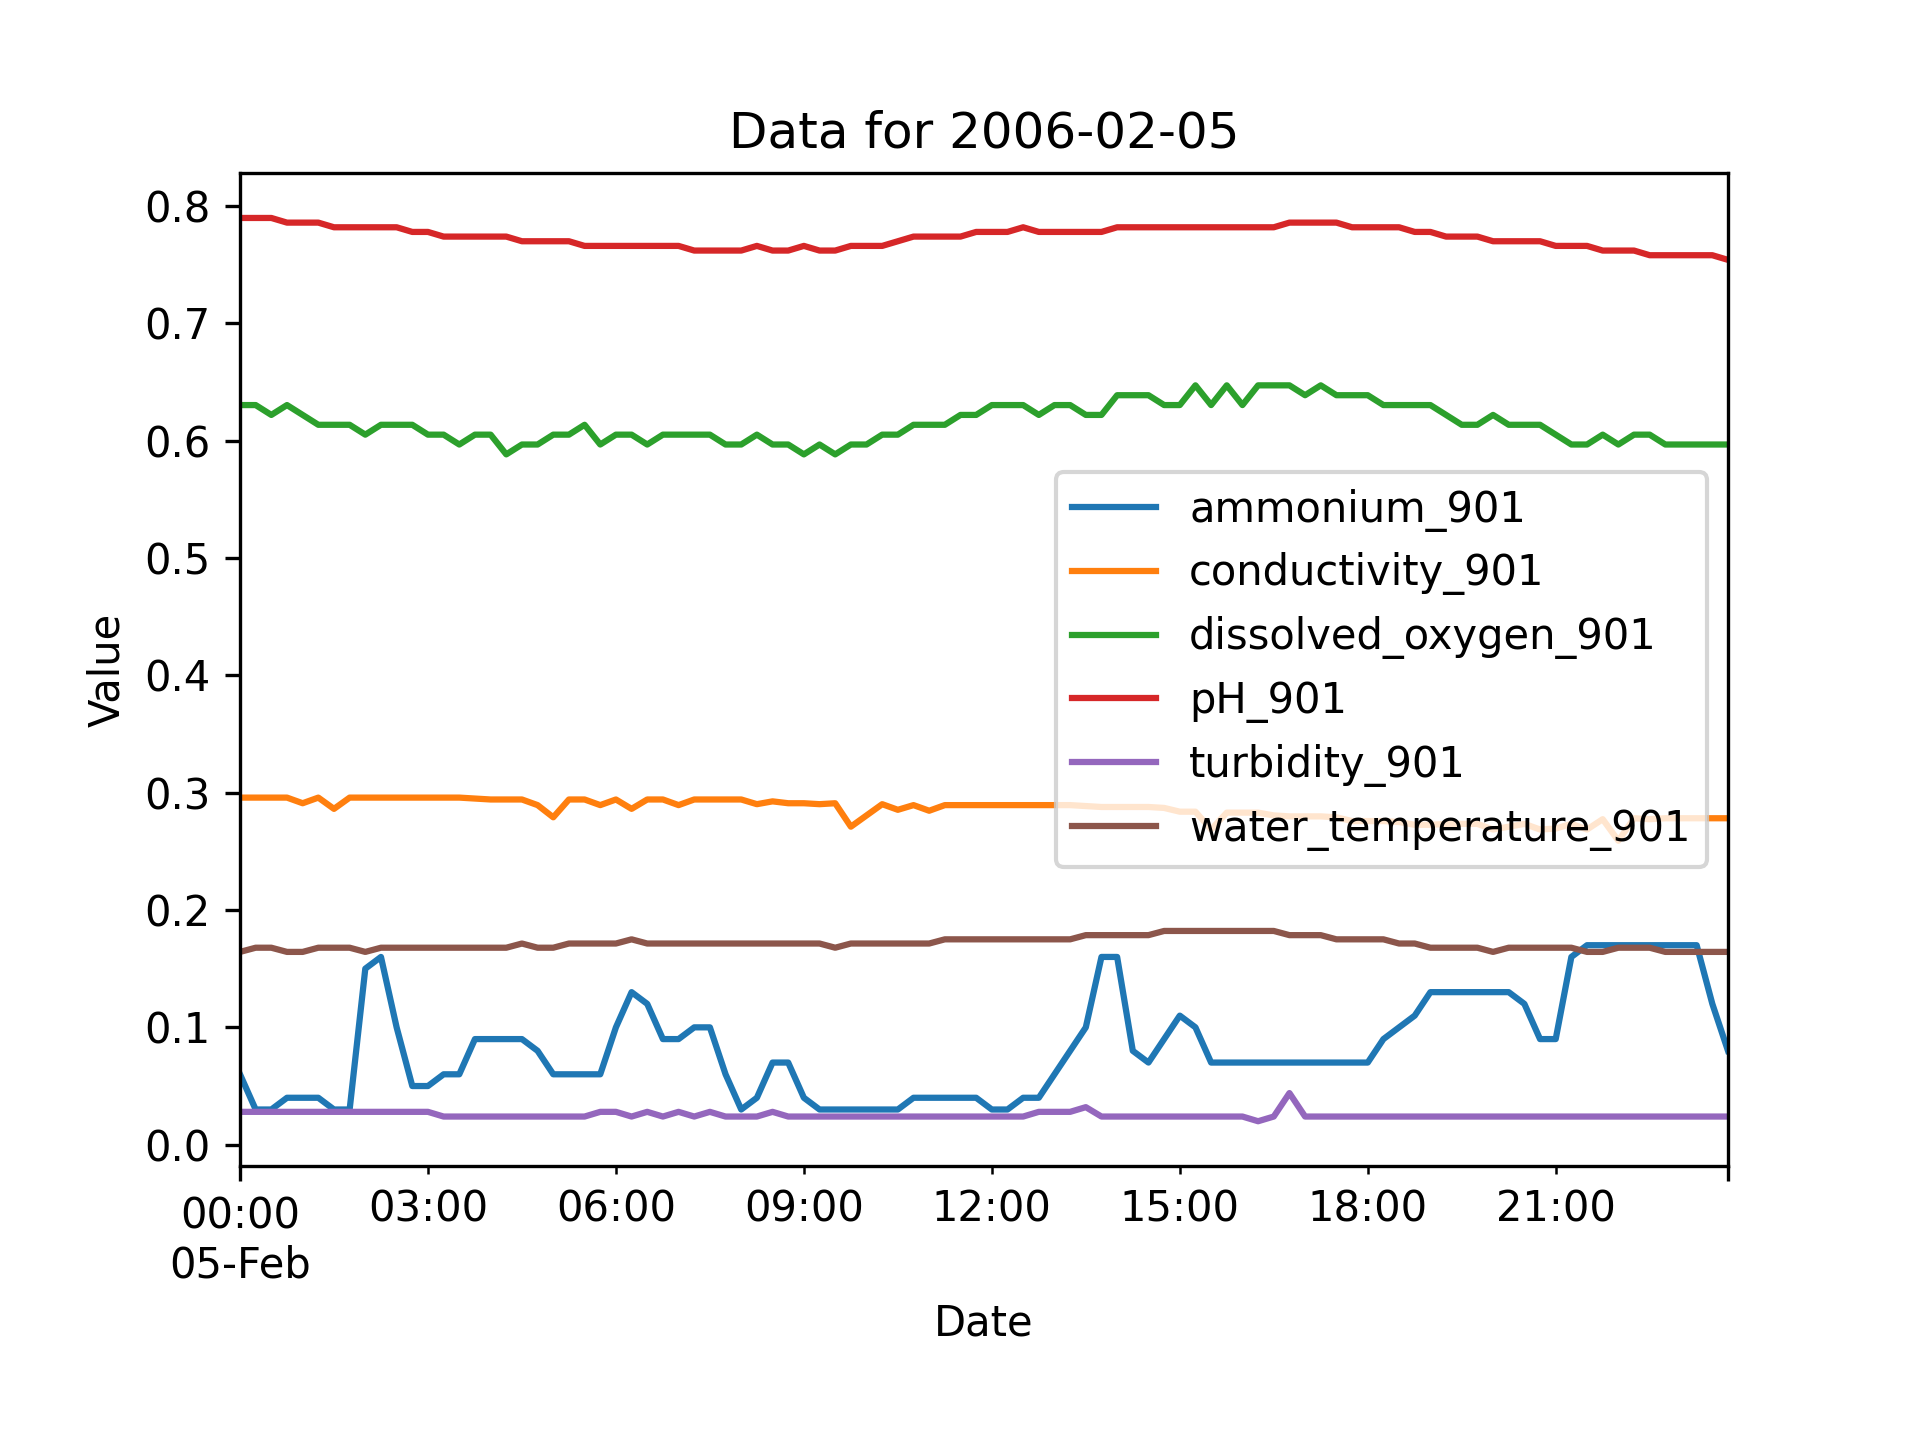 Data for 2006-02-05
0.8
0.7
0.6
0.5
0.4
0.3
0.2
0.1
0.0
Value
ammonium_901
conductivity_901
dissolved_oxygen_901
pH_901
turbidity_901
water_temperature_901
00:00 03:00 06:00 09:00 12:00 15:00 18:00 21:00
05-Feb
Date